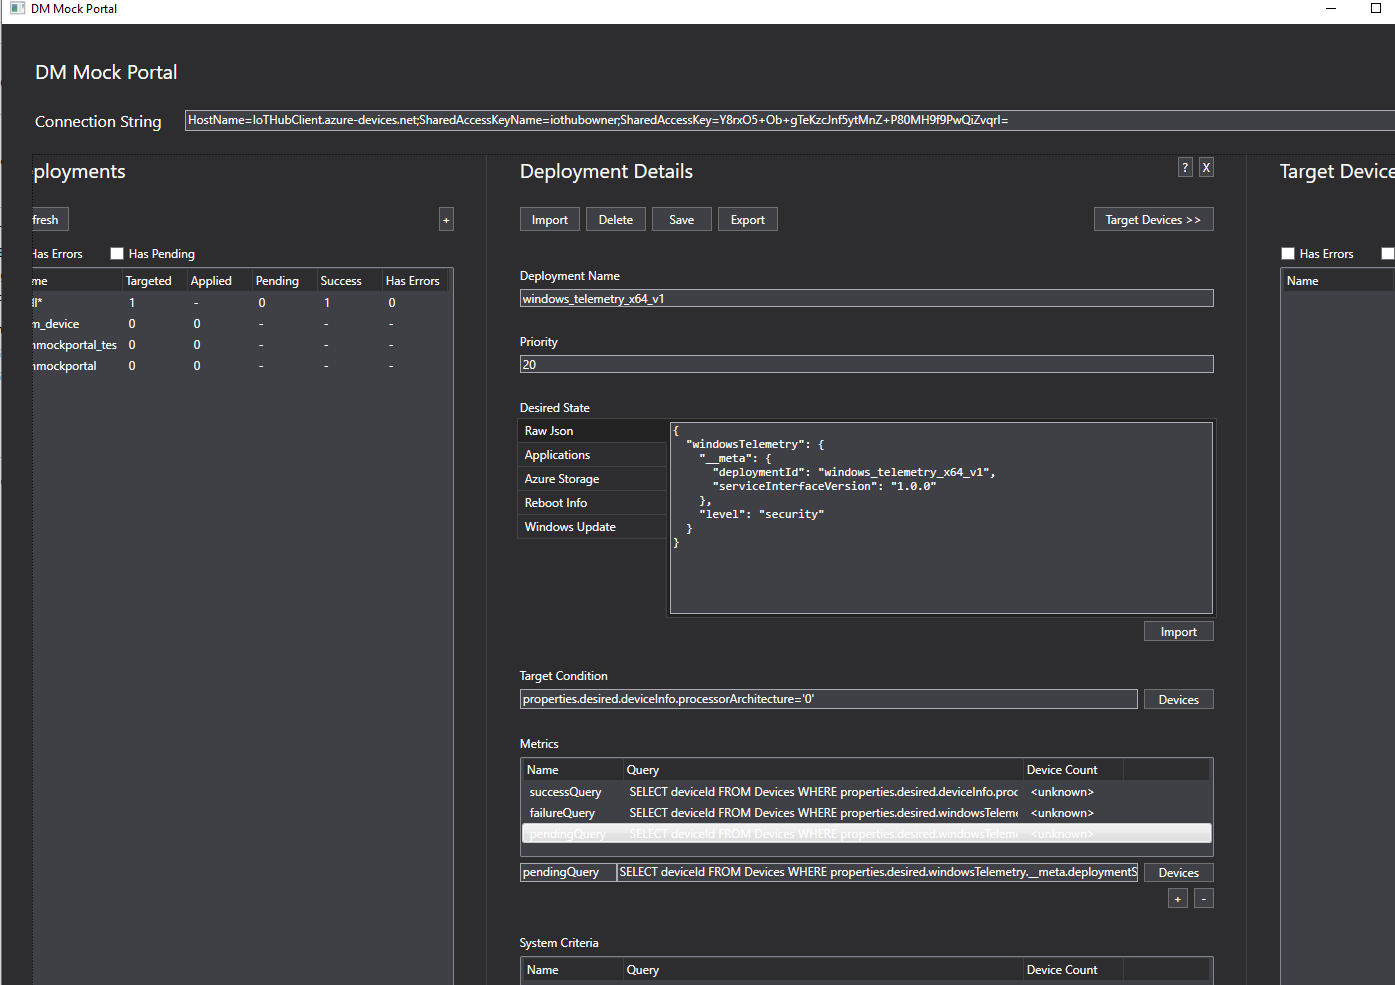 DM Mock Portal
DM Mock Portal
Connection String
HostName=IoTHubClient.azure-devices.net;SharedAccessKeyName=iothubowner;SharedAccessKey=Y8rxO5+Ob+gTeKzcJnf5ytMnZ+P80MH9f9PwQiZvqrI=
ployments
fresh
+
Has Errors
Has Pending
me Targeted Applied Pending Success Has Errors
dl* 1 - 0 1 0
m_device 0 0 - - -
nmockportal_tes 0 0 - - -
nmockportal 0 0 - - -
Deployment Details
? X
Import Delete Save Export
Target Devices >>
Deployment Name
windows_telemetry_x64_v1
Priority
20
Desired State
Raw Json
Applications
Azure Storage
Reboot Info
Windows Update
{
"windowsTelemetry": {
"__meta": {
"deploymentId": "windows_telemetry_x64_v1",
"serviceInterfaceVersion": "1.0.0"
},
"level": "security"
}
}
Import
Target Condition
properties.desired.deviceInfo.processorArchitecture='0'
Devices
Metrics
Name Query Device Count
successQuery SELECT deviceId FROM Devices WHERE properties.desired.deviceInfo.proc <unknown>
failureQuery SELECT deviceId FROM Devices WHERE properties.desired.windowsTeleme <unknown>
pendingQuery SELECT deviceId FROM Devices WHERE properties.desired.windowsTeleme <unknown>
pendingQuery SELECT deviceId FROM Devices WHERE properties.desired.windowsTelemetry.__meta.deploymentS Devices
+ -
System Criteria
Name Query Device Count
Target Device
Has Errors
Name